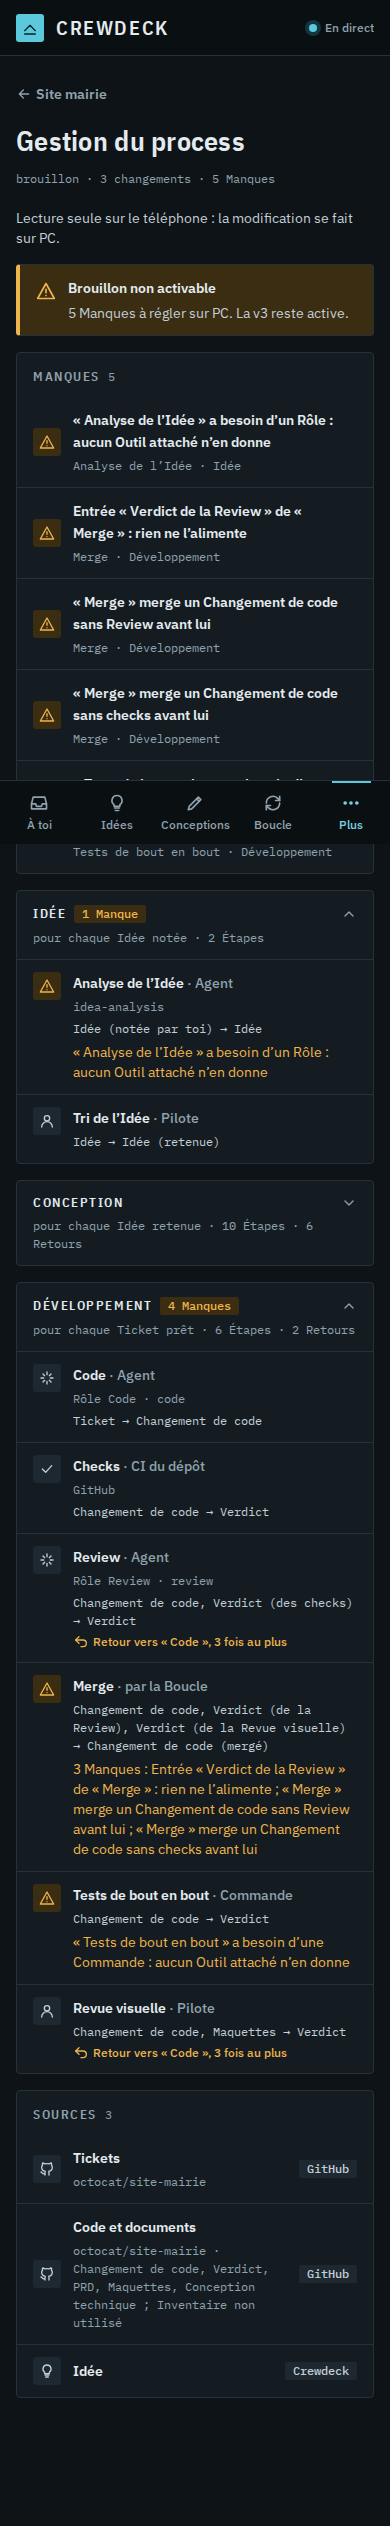 CREWDECK
En direct
← Site mairie
Gestion du process
brouillon · 3 changements · 5 Manques
Lecture seule sur le téléphone : la modification se fait
sur PC.
Brouillon non activable
5 Manques à régler sur PC. La v3 reste active.
MANQUES 5
« Analyse de l’Idée » a besoin d’un Rôle :
aucun Outil attaché n’en donne
Analyse de l’Idée · Idée
Entrée « Verdict de la Review » de «
Merge » : rien ne l’alimente
Merge · Développement
« Merge » merge un Changement de code
sans Review avant lui
Merge · Développement
« Merge » merge un Changement de code
sans checks avant lui
Merge · Développement
À toi
Idées
Conceptions
Boucle
Plus
Tests de bout en bout · Développement
IDÉE 1 Manque
pour chaque Idée notée · 2 Étapes
Analyse de l’Idée · Agent
idea-analysis
Idée (notée par toi) → Idée
« Analyse de l’Idée » a besoin d’un Rôle :
aucun Outil attaché n’en donne
Tri de l’Idée · Pilote
Idée → Idée (retenue)
CONCEPTION
pour chaque Idée retenue · 10 Étapes · 6
Retours
DÉVELOPPEMENT 4 Manques
pour chaque Ticket prêt · 6 Étapes · 2 Retours
Code · Agent
Rôle Code · code
Ticket → Changement de code
Checks · CI du dépôt
GitHub
Changement de code → Verdict
Review · Agent
Rôle Review · review
Changement de code, Verdict (des checks)
→ Verdict
Retour vers « Code », 3 fois au plus
Merge · par la Boucle
Changement de code, Verdict (de la
Review), Verdict (de la Revue visuelle)
→ Changement de code (mergé)
3 Manques : Entrée « Verdict de la Review »
de « Merge » : rien ne l’alimente ; « Merge »
merge un Changement de code sans Review
avant lui ; « Merge » merge un Changement
de code sans checks avant lui
Tests de bout en bout · Commande
Changement de code → Verdict
« Tests de bout en bout » a besoin d’une
Commande : aucun Outil attaché n’en donne
Revue visuelle · Pilote
Changement de code, Maquettes → Verdict
Retour vers « Code », 3 fois au plus
SOURCES 3
Tickets
octocat/site-mairie
GitHub
Code et documents
octocat/site-mairie ·
Changement de code, Verdict,
PRD, Maquettes, Conception
technique ; Inventaire non
utilisé
GitHub
Idée
Crewdeck